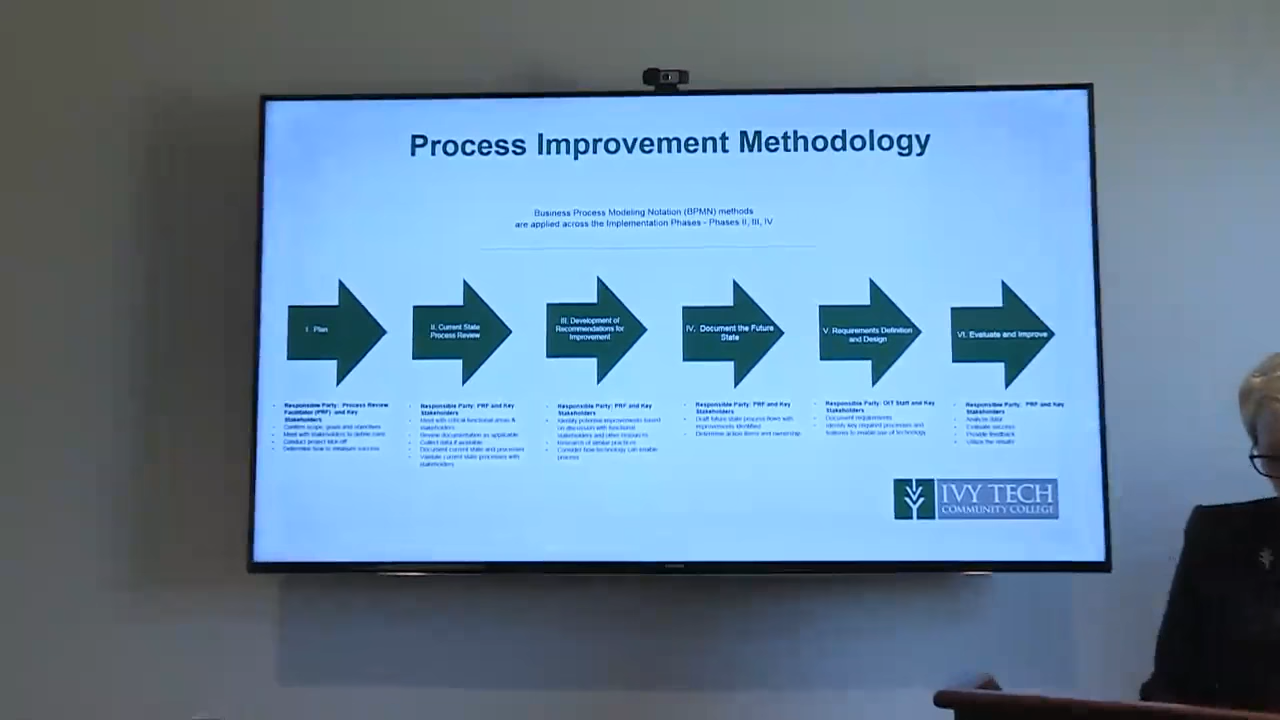 Process Improvement Methodology
Business Process Modeling Notation (BPMN) methods
are applied across the Implementation Phases - Phases II, III, IV
I. Plan
II. Current State
Process Review
III. Development of
Recommendations for
Improvement
IV. Document the Future
State
V. Requirements Definition
and Design
VI. Evaluate and Improve
Responsible Party: Process Review
Facilitator (PRF) and Key
Stakeholders
Confirm scope, goals and objectives
Meet with stakeholders to define
Conduct project kick-off
Determine how to measure success
Responsible Party: PRF and Key
Stakeholders
Meet with critical functional areas &
stakeholders
Review documentation as applicable
Collect data if available
Document current state and processes
Validate current state processes with
stakeholders
Responsible Party: PRF and Key
Stakeholders
Identify potential improvements based
on discussion with functional
stakeholders and other resources
Research of similar practices
Consider how technology can enable
process
Responsible Party: PRF and Key
Stakeholders
Draft future state process flows with
improvements identified
Determine action items and ownership
Responsible Party: OIT Staff and Key
Stakeholders
Document requirements
Identify key required processes and
features to enable use of technology
Responsible Party: PRF and Key
Stakeholders
Analyze data
Evaluate success
Provide feedback
Utilize the results
IVY TECH
COMMUNITY COLLEGE